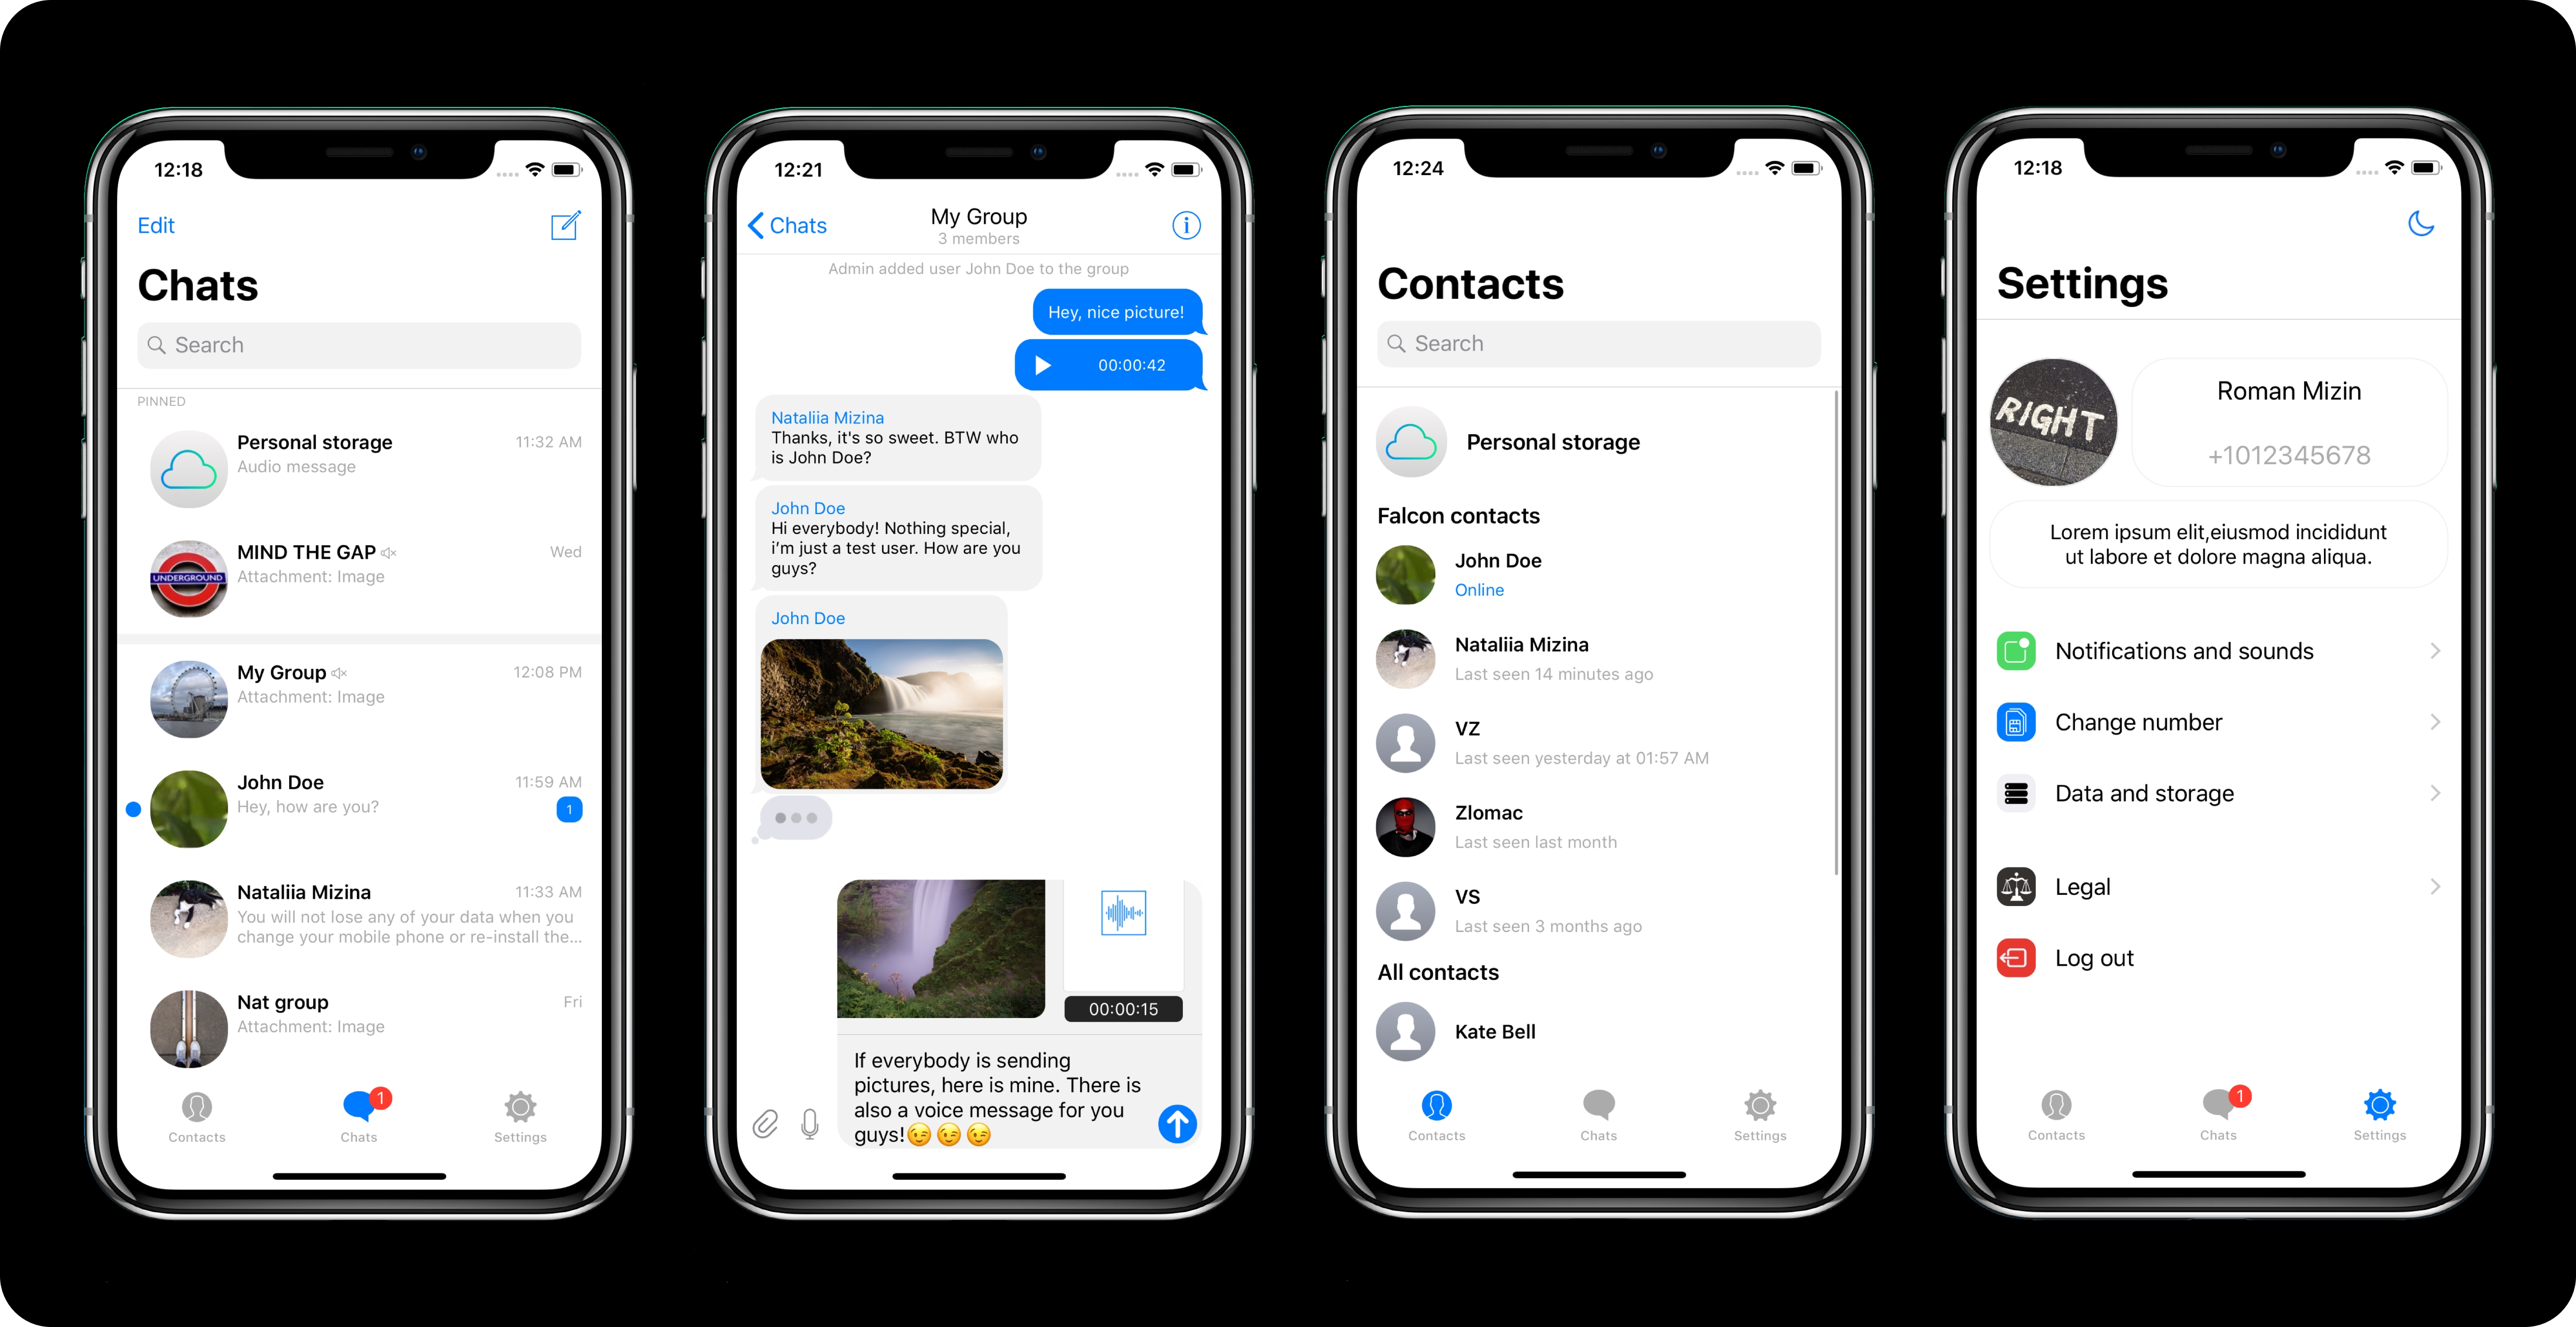 12:18
Edit
Chats
Search
PINNED
Personal storage
11:32 AM
Audio message
MIND THE GAP
Wed
Attachment: Image
UNDERGROUND
My Group
12:08 PM
Attachment: Image
John Doe
11:59 AM
Hey, how are you?
1
Nataliia Mizina
11:33 AM
You will not lose any of your data when you
change your mobile phone or re-install the...
Nat group
Fri
Attachment: Image
1
Contacts
Chats
Settings
12:21
Chats
My Group
3 members
Admin added user John Doe to the group
Hey, nice picture!
00:00:42
Nataliia Mizina
Thanks, it's so sweet. BTW who
is John Doe?
John Doe
Hi everybody! Nothing special,
i'm just a test user. How are you
guys?
John Doe
00:00:15
If everybody is sending
pictures, here is mine. There is
also a voice message for you
guys!😉😉😉
12:24
Contacts
Search
Personal storage
Falcon contacts
John Doe
Online
Nataliia Mizina
Last seen 14 minutes ago
VZ
Last seen yesterday at 01:57 AM
Zlomac
Last seen last month
VS
Last seen 3 months ago
All contacts
Kate Bell
Contacts
Chats
Settings
12:18
Settings
RIGHT
Roman Mizin
+1012345678
Lorem ipsum elit,eiusmod incididunt
ut labore et dolore magna aliqua.
Notifications and sounds
Change number
Data and storage
Legal
Log out
1
Contacts
Chats
Settings